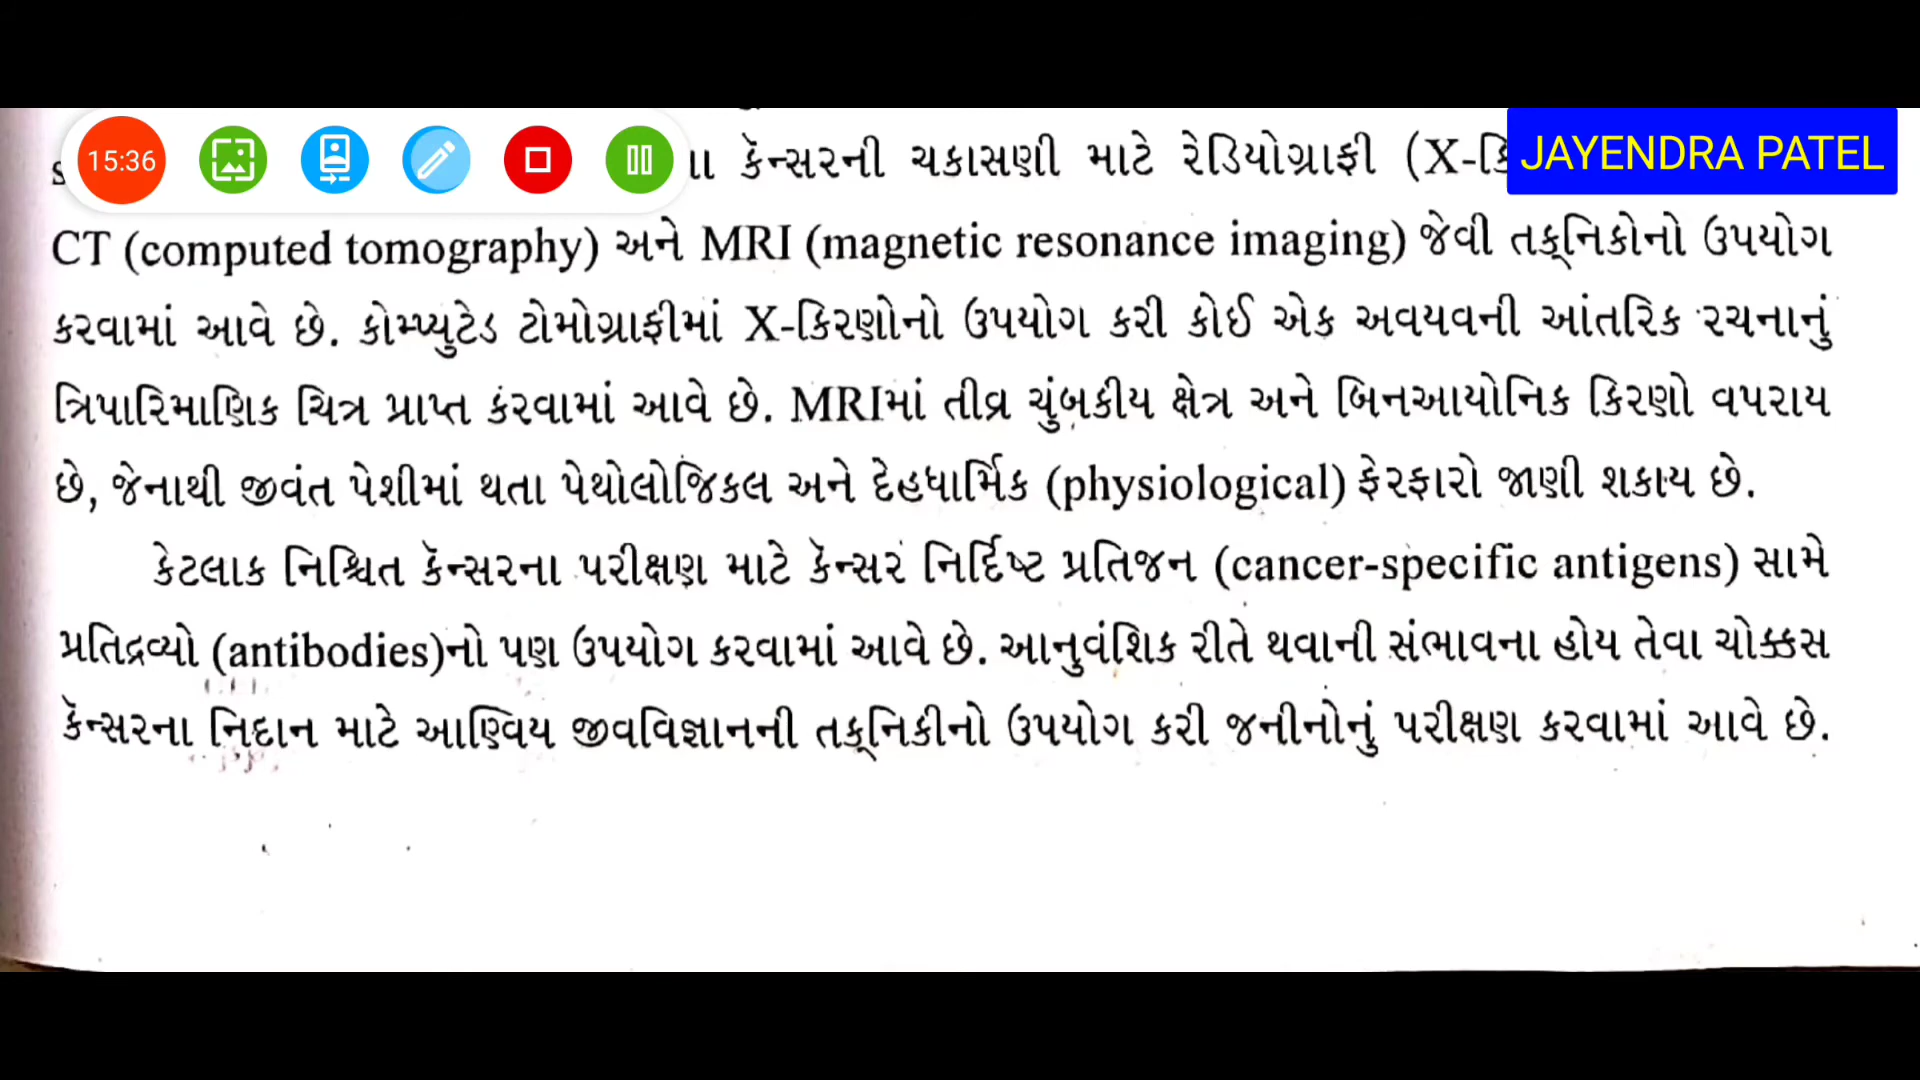 15:36
કૅન્સરની ચકાસણી માટે રેડિયોગ્રાફી (X-કિ
JAYENDRA PATEL
CT (computed tomography) અને MRI (magnetic resonance imaging) જેવી તક્નિકોનો ઉપયોગ
કરવામાં આવે છે. કોમ્પ્યુટેડ ટોમોગ્રાફીમાં X-કિરણોનો ઉપયોગ કરી કોઈ એક અવયવની આંતરિક રચનાનું
ત્રિપારિમાણિક ચિત્ર પ્રાપ્ત કરવામાં આવે છે. MRIમાં તીવ્ર ચુંબકીય ક્ષેત્ર અને બિનઆયોનિક કિરણો વપરાય
છે, જેનાથી જીવંત પેશીમાં થતા પેથોલોજિકલ અને દેહધાર્મિક (physiological) ફેરફારો જાણી શકાય છે.
કેટલાક નિશ્ચિત કૅન્સરના પરીક્ષણ માટે કૅન્સર નિર્દિષ્ટ પ્રતિજન (cancer-specific antigens) સામે
પ્રતિદ્રવ્યો (antibodies)નો પણ ઉપયોગ કરવામાં આવે છે. આનુવંશિક રીતે થવાની સંભાવના હોય તેવા ચોક્કસ
કૅન્સરના નિદાન માટે આણ્વિય જીવવિજ્ઞાનની તક્નિકીનો ઉપયોગ કરી જનીનોનું પરીક્ષણ કરવામાં આવે છે.